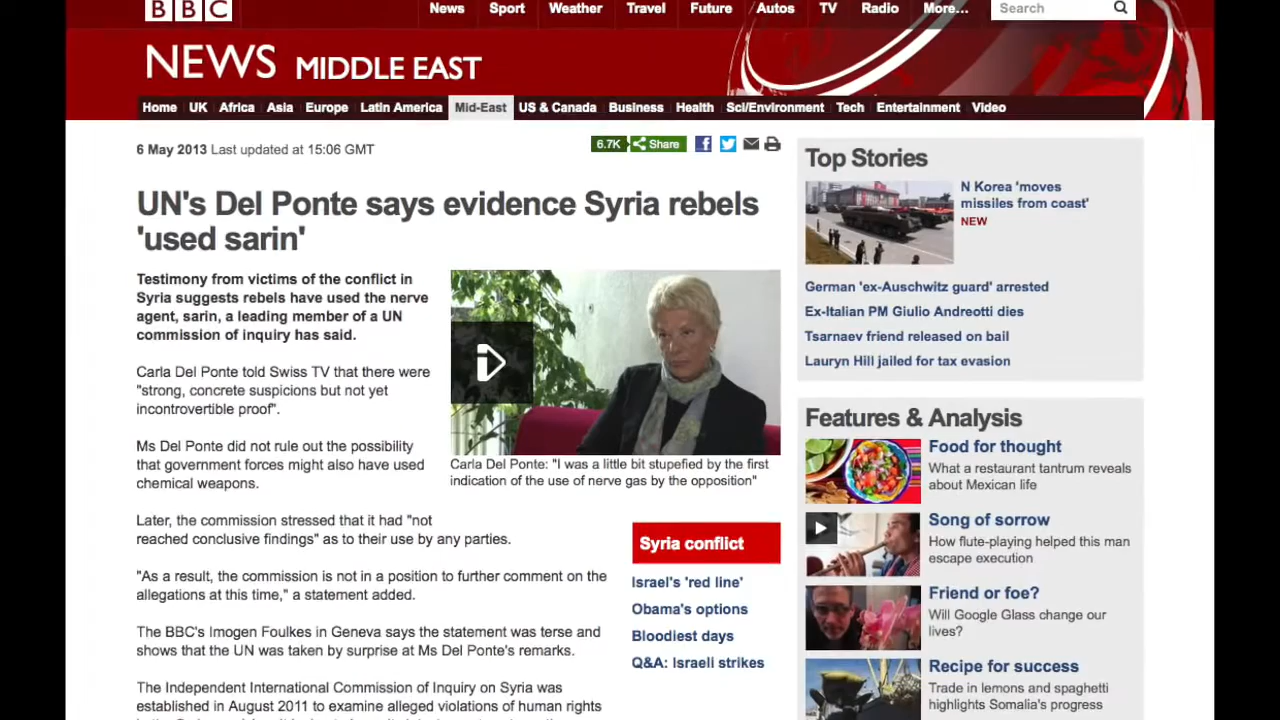 BBC
News Sport Weather Travel Future Autos TV Radio More... Search
NEWS MIDDLE EAST
Home UK Africa Asia Europe Latin America Mid-East US & Canada Business Health Sci/Environment Tech Entertainment Video
6 May 2013 Last updated at 15:06 GMT
6.7K Share
UN's Del Ponte says evidence Syria rebels
'used sarin'
Testimony from victims of the conflict in
Syria suggests rebels have used the nerve
agent, sarin, a leading member of a UN
commission of inquiry has said.
Carla Del Ponte told Swiss TV that there were
"strong, concrete suspicions but not yet
incontrovertible proof".
Ms Del Ponte did not rule out the possibility
that government forces might also have used
chemical weapons.
Carla Del Ponte: "I was a little bit stupefied by the first
indication of the use of nerve gas by the opposition"
Later, the commission stressed that it had "not
reached conclusive findings" as to their use by any parties.
"As a result, the commission is not in a position to further comment on the
allegations at this time," a statement added.
The BBC's Imogen Foulkes in Geneva says the statement was terse and
shows that the UN was taken by surprise at Ms Del Ponte's remarks.
The Independent International Commission of Inquiry on Syria was
established in August 2011 to examine alleged violations of human rights
Syria conflict
Israel's 'red line'
Obama's options
Bloodiest days
Q&A: Israeli strikes
Top Stories
N Korea 'moves
missiles from coast'
NEW
German 'ex-Auschwitz guard' arrested
Ex-Italian PM Giulio Andreotti dies
Tsarnaev friend released on bail
Lauryn Hill jailed for tax evasion
Features & Analysis
Food for thought
What a restaurant tantrum reveals
about Mexican life
Song of sorrow
How flute-playing helped this man
escape execution
Friend or foe?
Will Google Glass change our
lives?
Recipe for success
Trade in lemons and spaghetti
highlights Somalia's progress